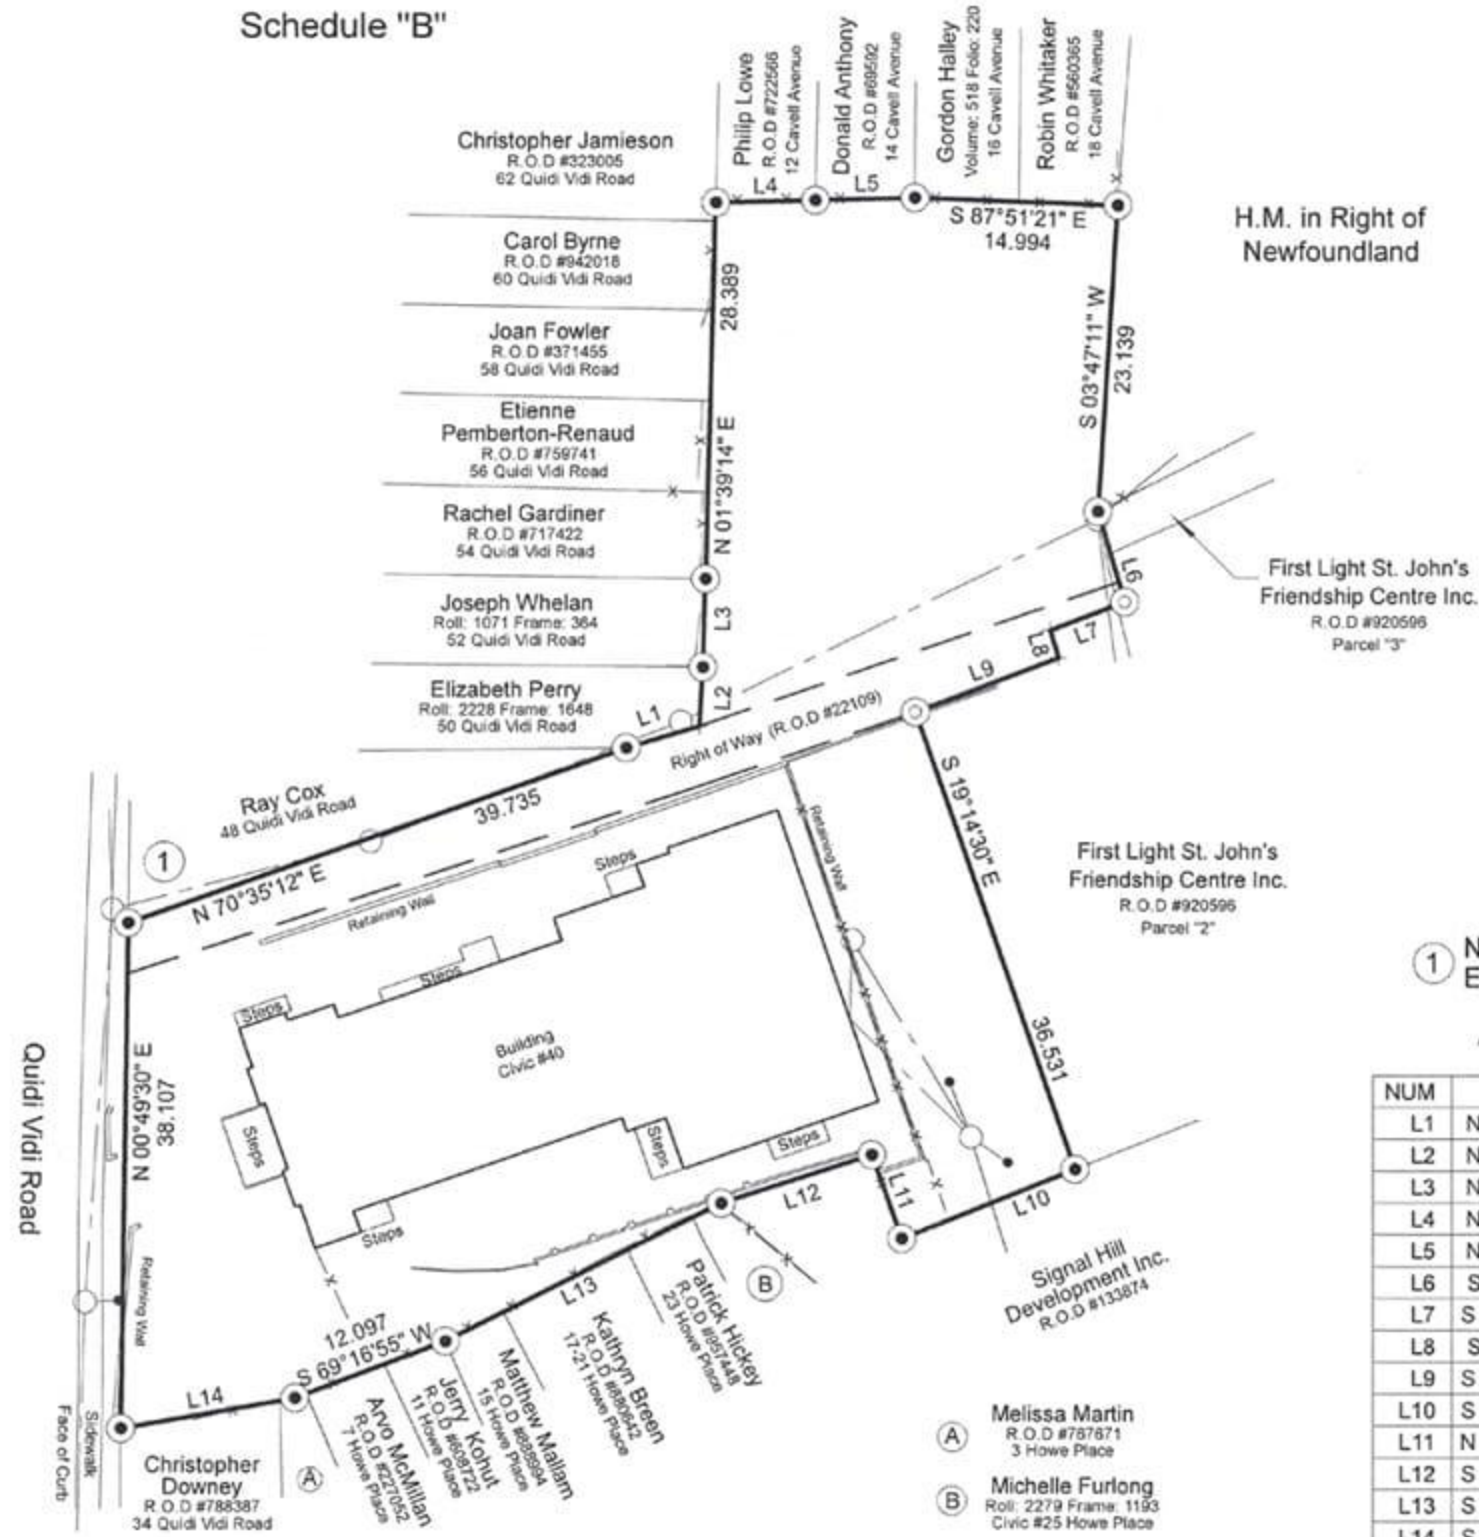 Schedule "B"
Philip Lowe
R.O.D #722566
12 Cavell Avenue
Donald Anthony
R.O.D #69592
14 Cavell Avenue
Gordon Halley
Volume: 518 Folio: 220
16 Cavell Avenue
Robin Whitaker
R.O.D #560365
18 Cavell Avenue
Christopher Jamieson
R.O.D #323005
62 Quidi Vidi Road
L4
L5
S 87°51'21" E
14.994
H.M. in Right of
Newfoundland
Carol Byrne
R.O.D #942018
60 Quidi Vidi Road
28.389
N 01°39'14" E
S 03°47'11" W
23.139
Joan Fowler
R.O.D #371455
58 Quidi Vidi Road
Etienne
Pemberton-Renaud
R.O.D #759741
56 Quidi Vidi Road
Rachel Gardiner
R.O.D #717422
54 Quidi Vidi Road
Joseph Whelan
Roll: 1071 Frame: 364
52 Quidi Vidi Road
Elizabeth Perry
Roll: 2228 Frame: 1648
50 Quidi Vidi Road
L3
L2
L1
L6
L7
L8
L9
First Light St. John's
Friendship Centre Inc.
R.O.D #920596
Parcel "3"
Right of Way (R.O.D #22109)
Ray Cox
48 Quidi Vidi Road
39.735
N 70°35'12" E
1
Retaining Wall
Steps
Steps
Steps
Retaining Wall
S 19°14'30" E
36.531
First Light St. John's
Friendship Centre Inc.
R.O.D #920596
Parcel "2"
Building
Civic #40
Quidi Vidi Road
N 00°49'30" E
38.107
Steps
Steps
Steps
Steps
L12
L11
L10
Retaining Wall
Signal Hill
Development Inc.
R.O.D #133874
L13
12.097
S 69°16'55" W
L14
Sidewalk
Face of Curb
Christopher
Downey
R.O.D #788387
34 Quidi Vidi Road
A
Arvo McMillan
R.O.D #227052
7 Howe Place
Jerry Kohut
R.O.D #608722
11 Howe Place
Matthew Mallam
R.O.D #888994
15 Howe Place
Kathryn Breen
R.O.D #880642
17-21 Howe Place
Patrick Hickey
R.O.D #957448
23 Howe Place
B
A
Melissa Martin
R.O.D #767671
3 Howe Place
B
Michelle Furlong
Roll: 2279 Frame: 1193
Civic #25 Howe Place
1 N
E
NUM
L1 N
L2 N
L3 N
L4 N
L5 N
L6 S
L7 S
L8 S
L9 S
L10 S
L11 N
L12 S
L13 S